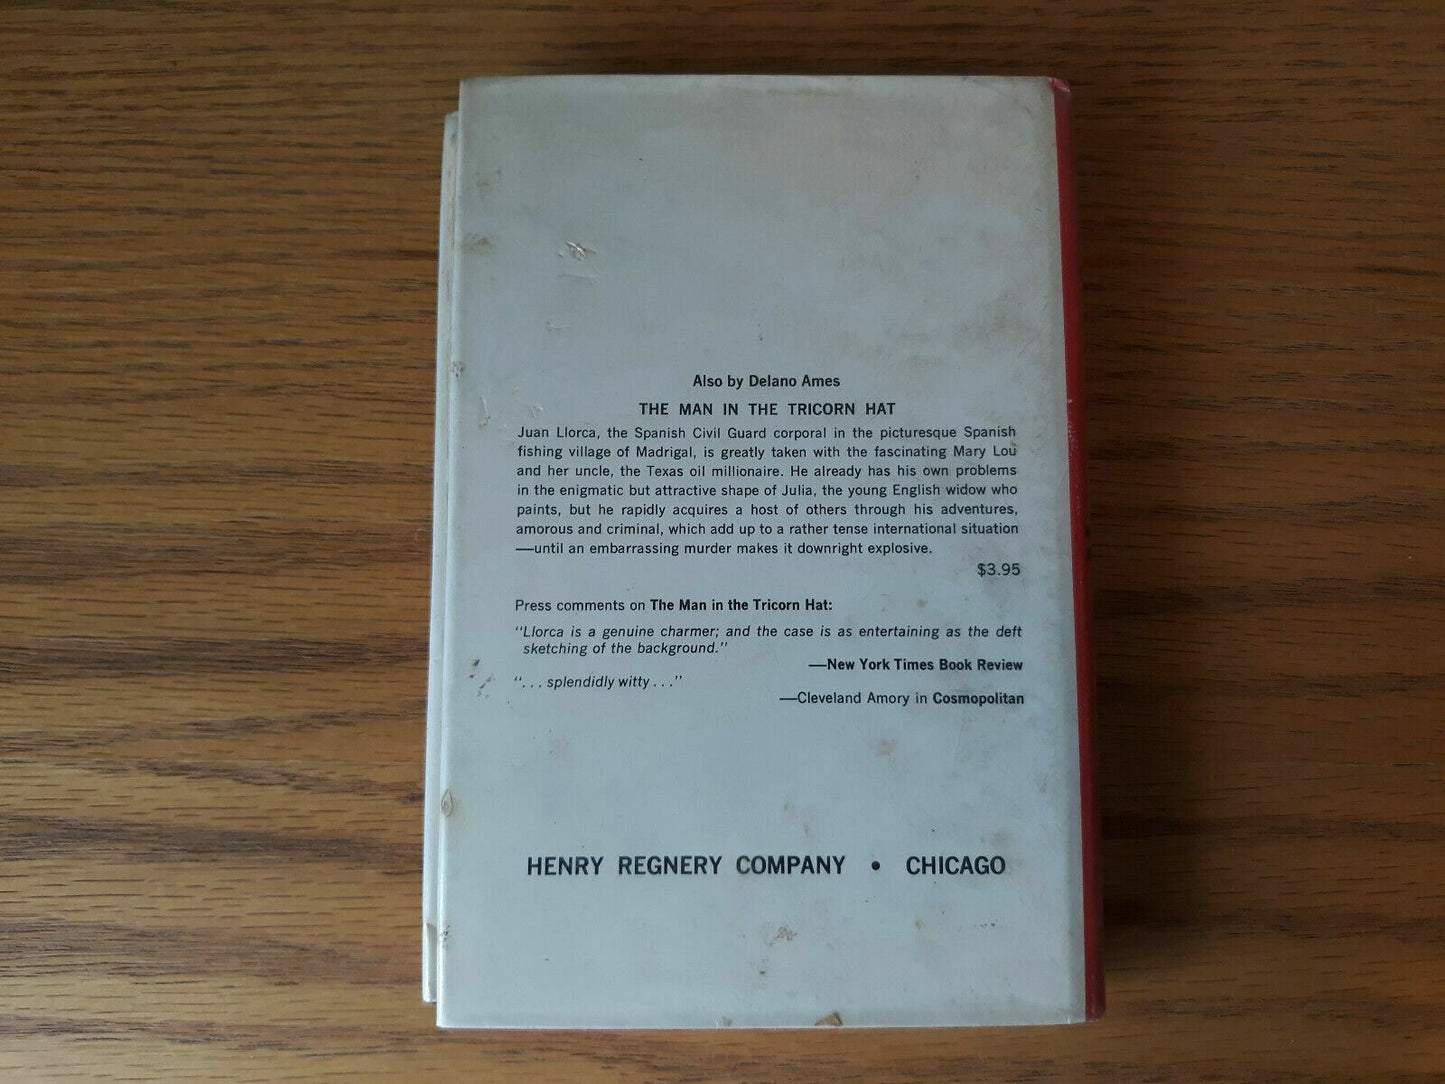 Also by Delano Ames
THE MAN IN THE TRICORN HAT
Juan Llorca, the Spanish Civil Guard corporal in the picturesque Spanish
fishing village of Madrigal, is greatly taken with the fascinating Mary Lou
and her uncle, the Texas oil millionaire. He already has his own problems
in the enigmatic but attractive shape of Julia, the young English widow who
paints, but he rapidly acquires a host of others through his adventures,
amorous and criminal, which add up to a rather tense international situation
—until an embarrassing murder makes it downright explosive.
$3.95
Press comments on The Man in the Tricorn Hat:
"Llorca is a genuine charmer; and the case is as entertaining as the deft
sketching of the background."
—New York Times Book Review
". . . splendidly witty . . ."
—Cleveland Amory in Cosmopolitan
HENRY REGNERY COMPANY • CHICAGO